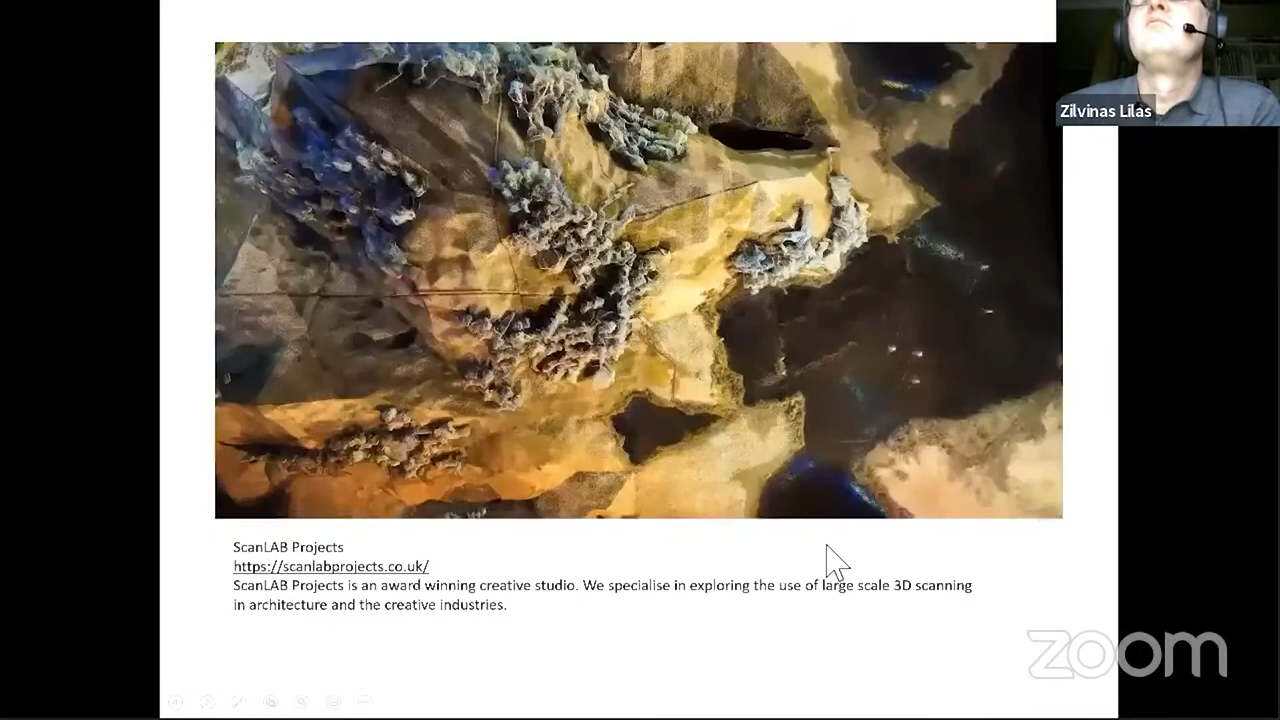 Zilvinas Lilas
ScanLAB Projects
https://scanlabprojects.co.uk/
ScanLAB Projects is an award winning creative studio. We specialise in exploring the use of large scale 3D scanning
in architecture and the creative industries.
zoom